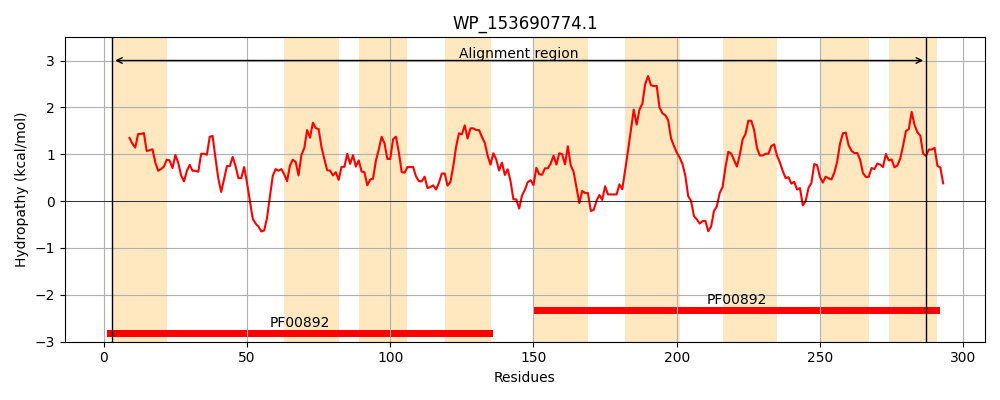 WP_153690774.1
Alignment region
Hydropathy (kcal/mol)
3
2
1
0
−1
−2
−3
PF00892
PF00892
0 50 100 150 200 250 300
Residues